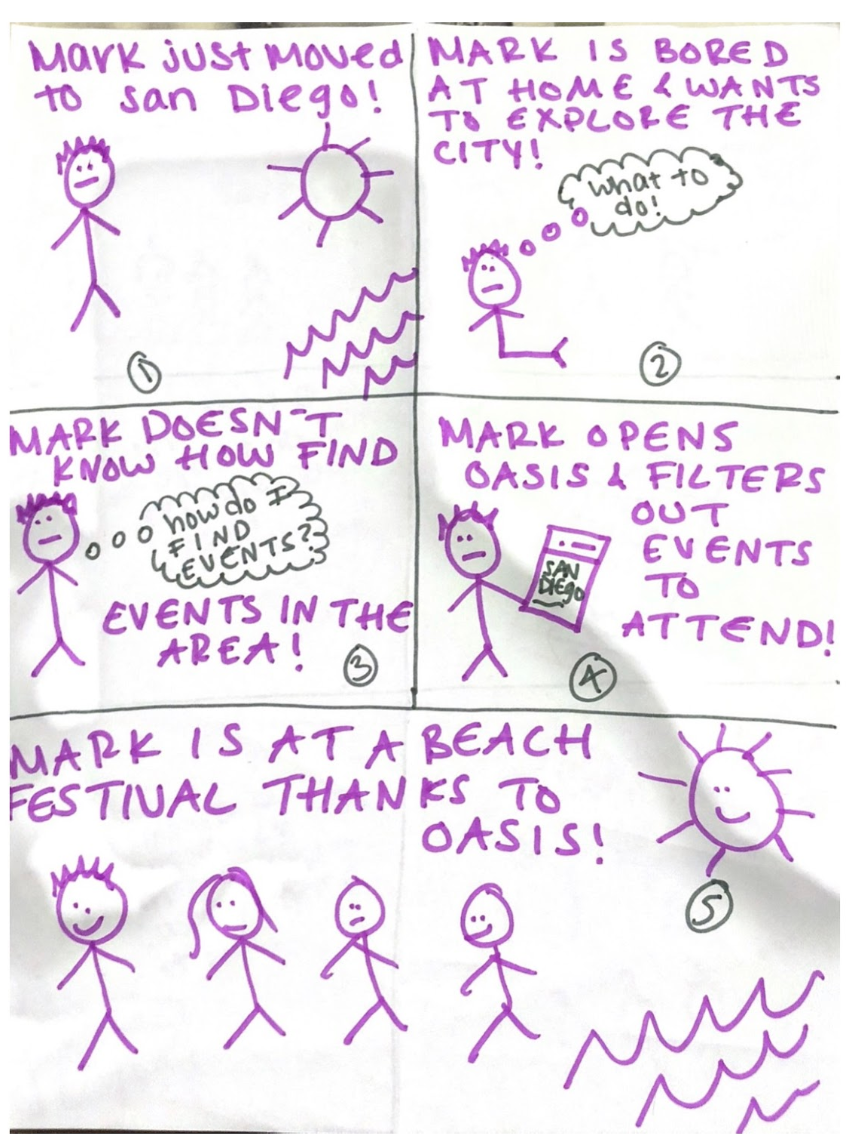 Mark just moved
to san Diego!
1
MARK IS BORED
AT HOME & WANTS
TO EXPLORE THE
CITY!
what to
do!
2
MARK DOESN'T
KNOW HOW FIND
how do I
FIND
EVENTS?
EVENTS IN THE
AREA!
3
MARK OPENS
OASIS & FILTERS
OUT
EVENTS
TO
ATTEND!
SAN
DIEGO
4
MARK IS AT A BEACH
FESTIVAL THANKS TO
OASIS!
5